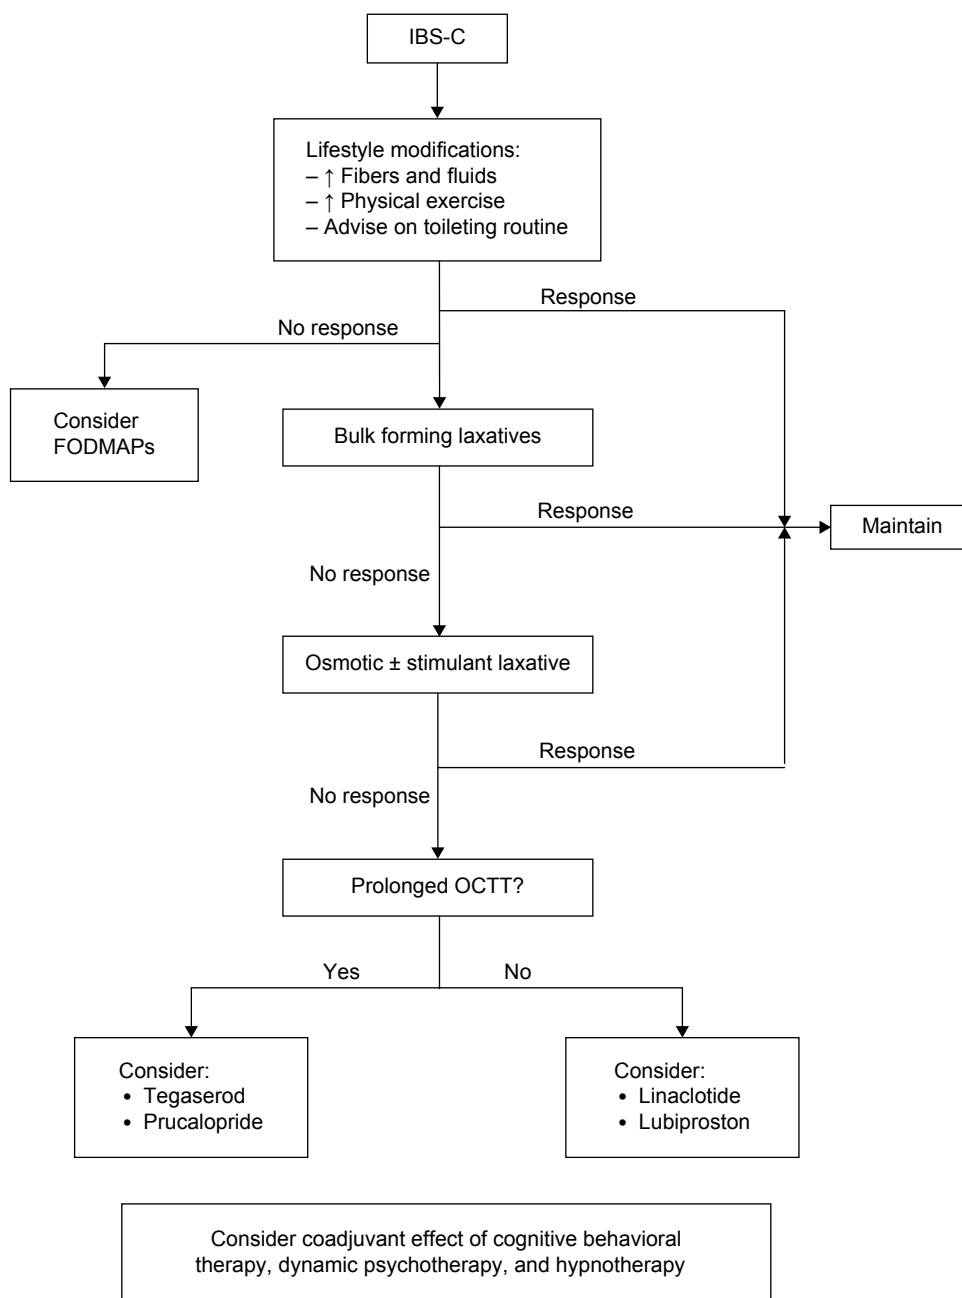 IBS-C
Lifestyle modifications:
– ↑ Fibers and fluids
– ↑ Physical exercise
– Advise on toileting routine
Response
No response
Consider
FODMAPs
Bulk forming laxatives
Response
Maintain
No response
Osmotic ± stimulant laxative
Response
No response
Prolonged OCTT?
Yes
No
Consider:
• Tegaserod
• Prucalopride
Consider:
• Linaclotide
• Lubiproston
Consider coadjuvant effect of cognitive behavioral
therapy, dynamic psychotherapy, and hypnotherapy